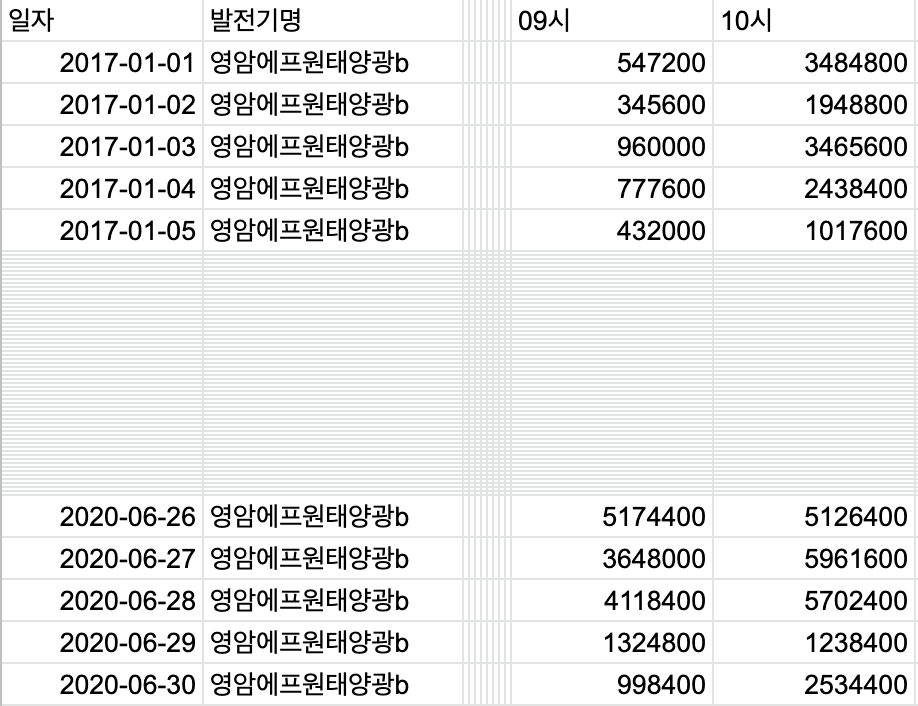 일자 발전기명 09시 10시
2017-01-01 영암에프원태양광b 547200 3484800
2017-01-02 영암에프원태양광b 345600 1948800
2017-01-03 영암에프원태양광b 960000 3465600
2017-01-04 영암에프원태양광b 777600 2438400
2017-01-05 영암에프원태양광b 432000 1017600
2020-06-26 영암에프원태양광b 5174400 5126400
2020-06-27 영암에프원태양광b 3648000 5961600
2020-06-28 영암에프원태양광b 4118400 5702400
2020-06-29 영암에프원태양광b 1324800 1238400
2020-06-30 영암에프원태양광b 998400 2534400